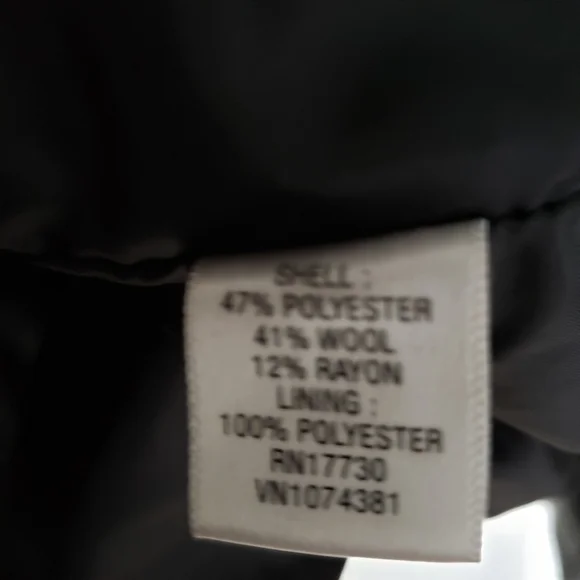 SHELL :
47% POLYESTER
41% WOOL
12% RAYON
LINING :
100% POLYESTER
RN17730
VN1074381